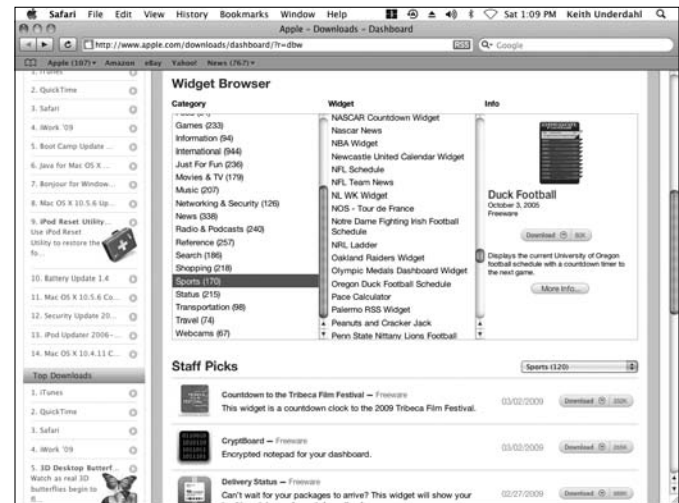 Safari File Edit View History Bookmarks Window Help Sat 1:09 PM Keith Underdahl
Apple – Downloads – Dashboard
http://www.apple.com/downloads/dashboard/?r=dbw
RSS
Google
Apple (107) Amazon eBay Yahoo! News (767)
1. iTunes
2. QuickTime
3. Safari
4. iWork '09
5. Boot Camp Update ...
6. Java for Mac OS X ...
7. Bonjour for Window...
8. Mac OS X 10.5.6 Up...
9. iPod Reset Utility...
Use iPod Reset
Utility to restore the
fo...
10. Battery Update 1.4
11. Mac OS X 10.5.6 Co...
12. Security Update 20...
13. iPod Updater 2006-...
14. Mac OS X 10.4.11 C...
Top Downloads
1. iTunes
2. QuickTime
3. Safari
4. iWork '09
5. 3D Desktop Butterf...
Watch as real 3D
butterflies begin to
fl...
Widget Browser
Category
Games (233)
Information (94)
International (944)
Just For Fun (236)
Movies & TV (179)
Music (207)
Networking & Security (126)
News (338)
Radio & Podcasts (240)
Reference (257)
Search (186)
Shopping (218)
Sports (170)
Status (215)
Transportation (98)
Travel (74)
Webcams (67)
Widget
NASCAR Countdown Widget
Nascar News
NBA Widget
Newcastle United Calendar Widget
NFL Schedule
NFL Team News
NL WK Widget
NOS - Tour de France
Notre Dame Fighting Irish Football
Schedule
NRL Ladder
Oakland Raiders Widget
Olympic Medals Dashboard Widget
Oregon Duck Football Schedule
Pace Calculator
Palermo RSS Widget
Peanuts and Cracker Jack
Penn State Nittany Lions Football
Info
Duck Football
October 3, 2005
Freeware
Download
Displays the current University of Oregon
football schedule with a countdown timer to
the next game.
More Info...
Staff Picks
Sports (120)
Countdown to the Tribeca Film Festival — Freeware
This widget is a countdown clock to the 2009 Tribeca Film Festival.
03/02/2009 Download
CryptBoard — Freeware
Encrypted notepad for your dashboard.
03/02/2009 Download
Delivery Status — Freeware
Can't wait for your packages to arrive? This widget will show your
02/27/2009 Download